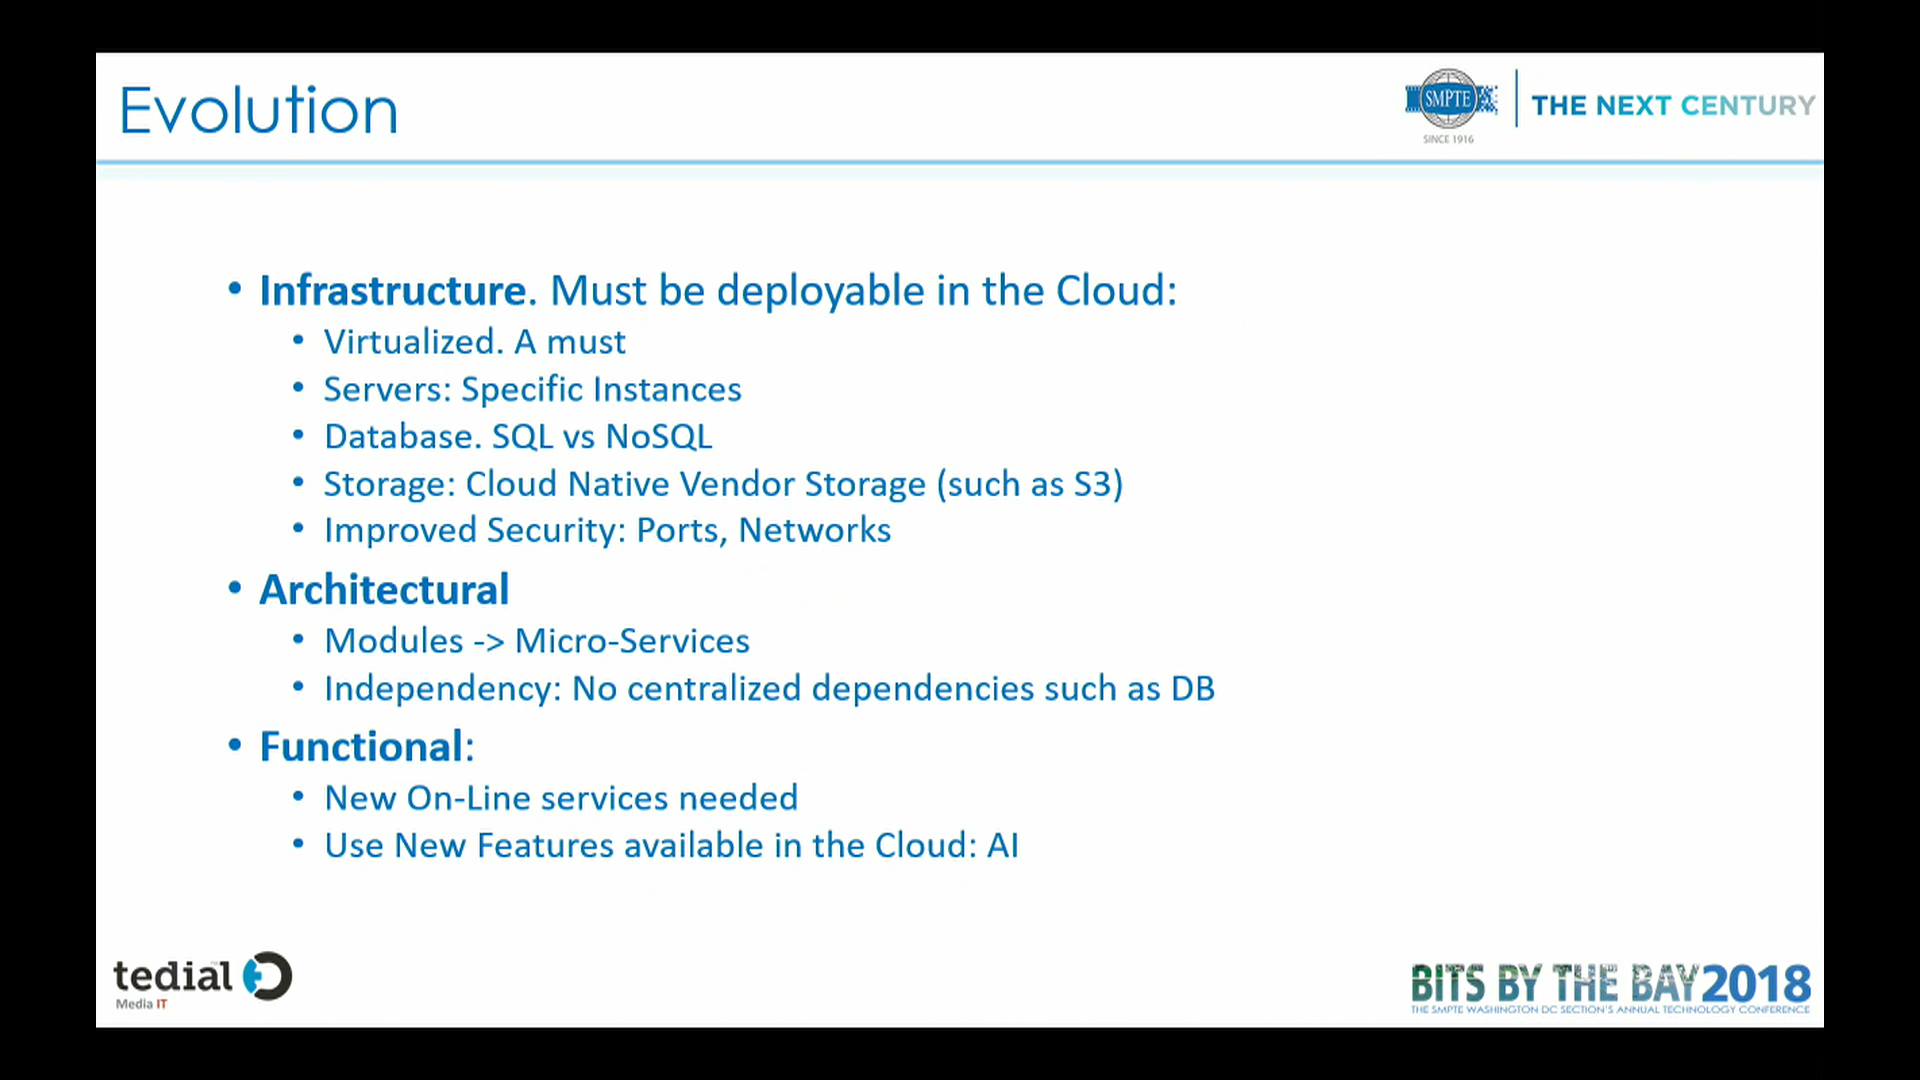 Evolution
SMPTE
SINCE 1916
THE NEXT CENTURY
• Infrastructure. Must be deployable in the Cloud:
• Virtualized. A must
• Servers: Specific Instances
• Database. SQL vs NoSQL
• Storage: Cloud Native Vendor Storage (such as S3)
• Improved Security: Ports, Networks
• Architectural
• Modules -> Micro-Services
• Independency: No centralized dependencies such as DB
• Functional:
• New On-Line services needed
• Use New Features available in the Cloud: AI
tedial
Media IT
BITS BY THE BAY 2018
THE SMPTE WASHINGTON DC SECTION'S ANNUAL TECHNOLOGY CONFERENCE